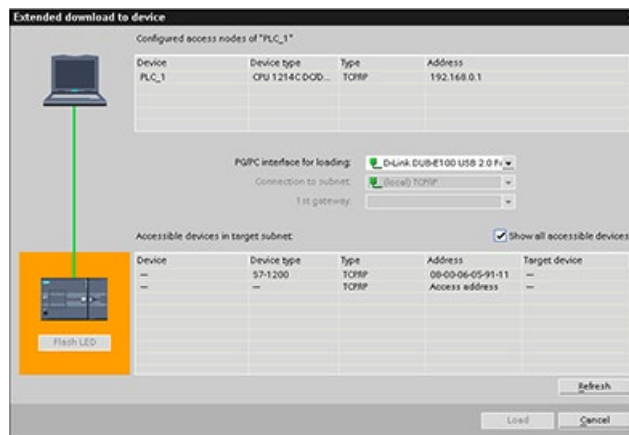 Extended download to device
Configured access nodes of "PLC_1"
Device Device type Type Address
PLC_1 CPU 1214C DC/D... TCP/IP 192.168.0.1
PG/PC interface for loading: D-Link DUB-E100 USB 2.0 Fa
Connection to subnet: (local) TCP/IP
1st gateway:
Accessible devices in target subnet: Show all accessible devices
Device Device type Type Address Target device
— S7-1200 TCP/IP 08-00-06-05-91-11 —
— — TCP/IP Access address —
Flash LED
Refresh
Load Cancel